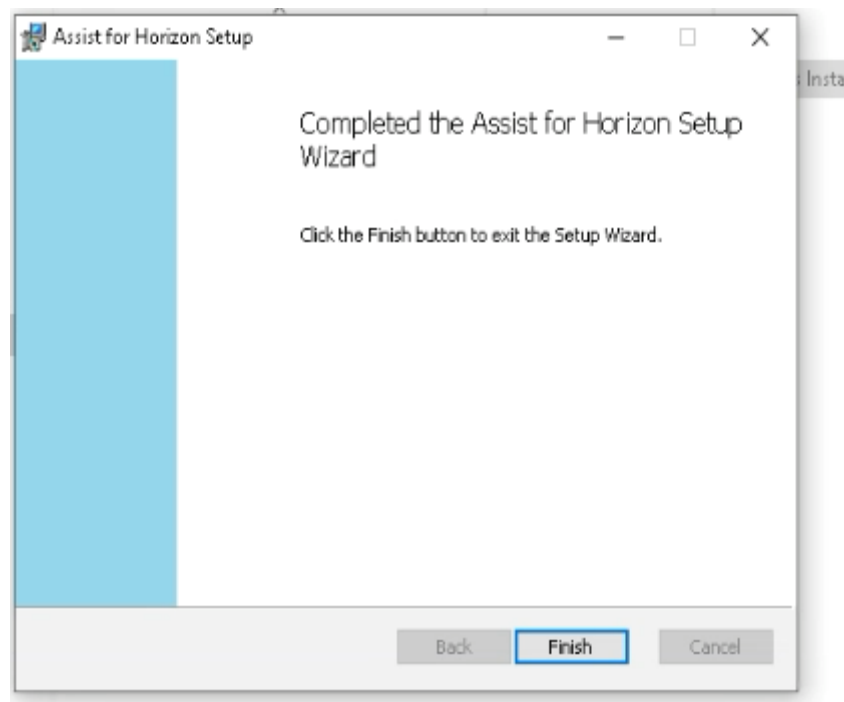 Assist for Horizon Setup
Completed the Assist for Horizon Setup
Wizard
Click the Finish button to exit the Setup Wizard.
Back
Finish
Cancel